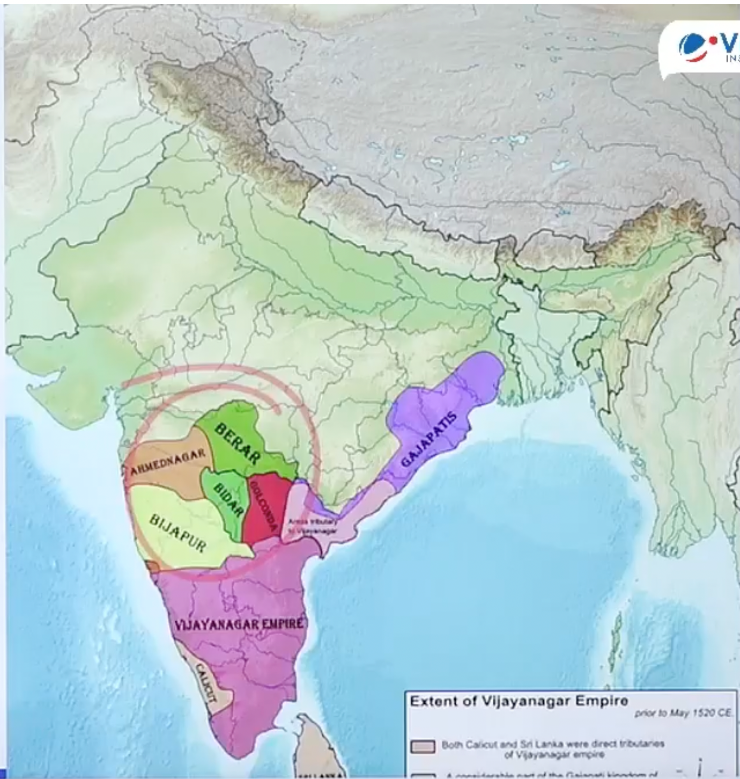 V
INS
BERAR
AHMEDNAGAR
BIDAR
GOLCONDA
BIJAPUR
GAJAPATIS
Areas tributary
to Vijayanagar
VIJAYANAGAR EMPIRE
CALICUT
Extent of Vijayanagar Empire
prior to May 1520 CE.
Both Calicut and Sri Lanka were direct tributaries
of Vijayanagar empire
SRI LANKA
A considerable part of the Gajapati kingdom of